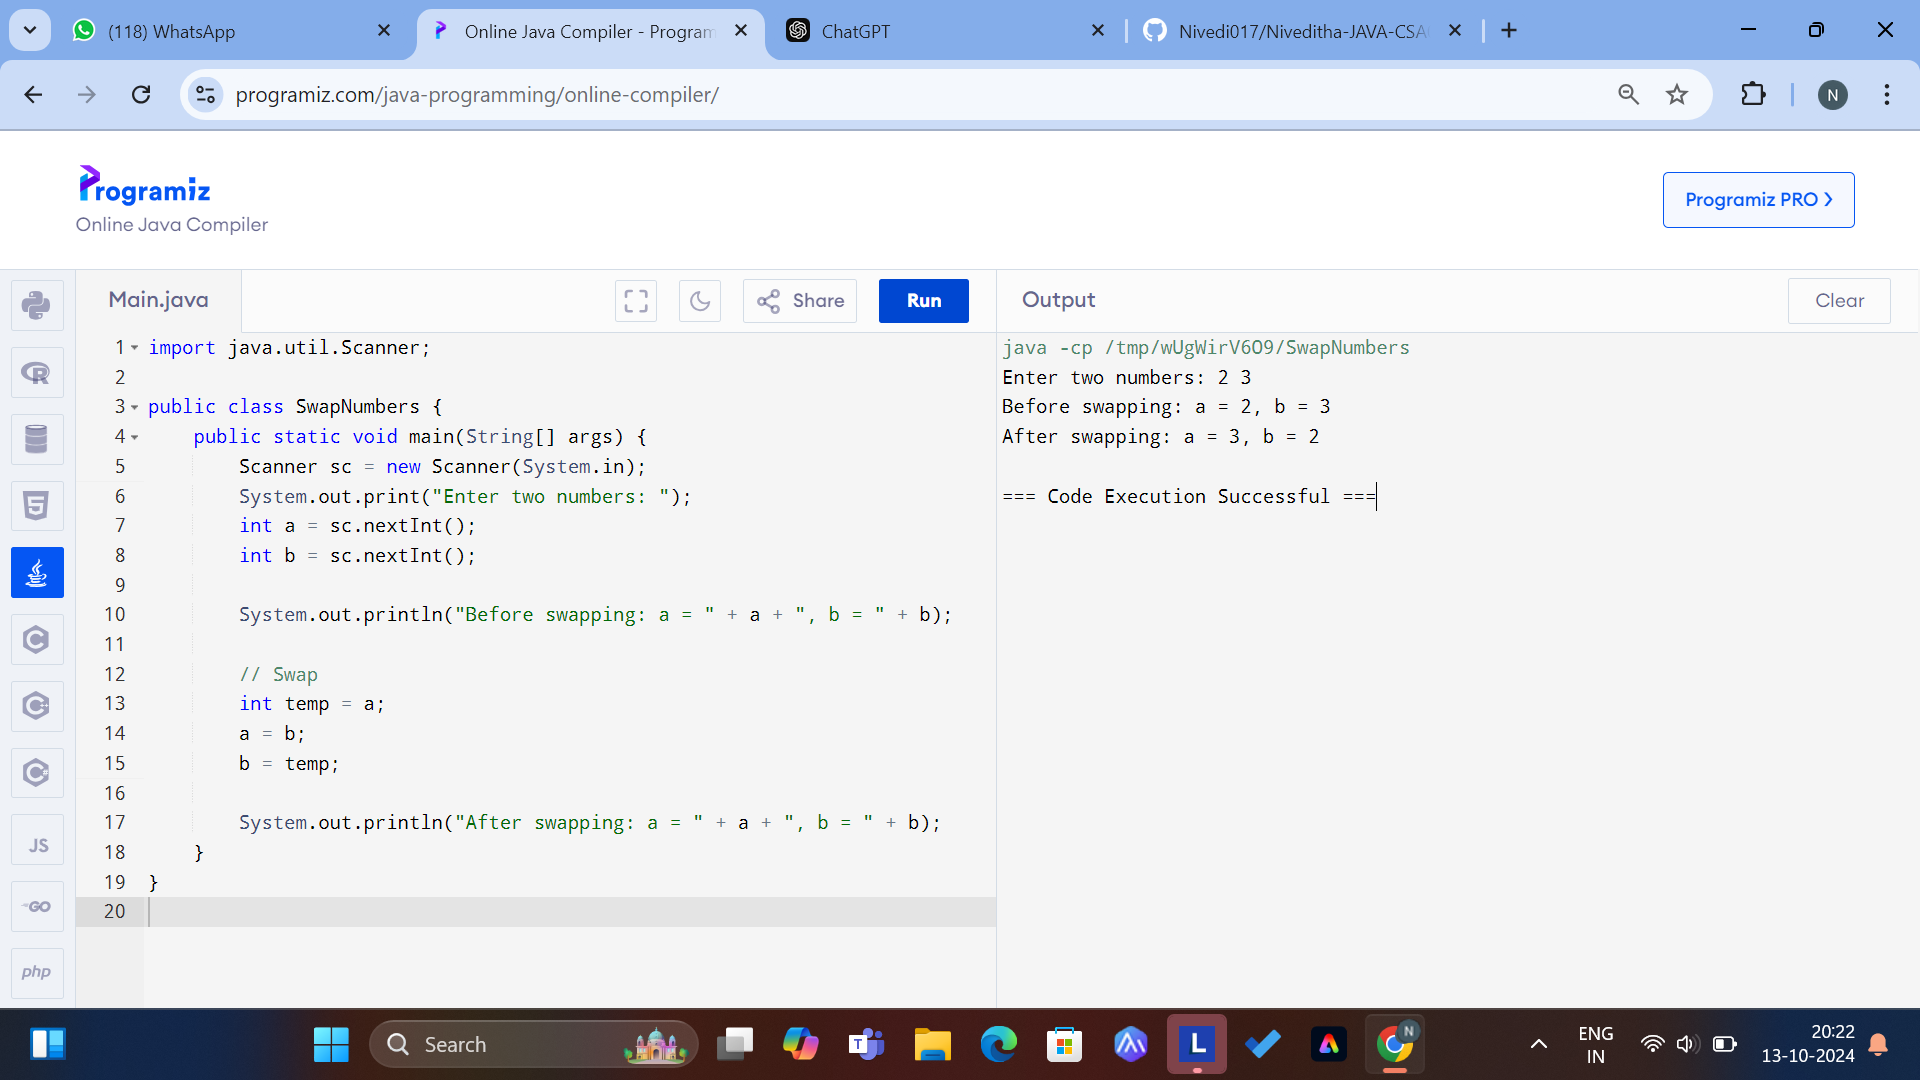 (118) WhatsApp
Online Java Compiler - Program
ChatGPT
Nivedi017/Niveditha-JAVA-CSA
programiz.com/java-programming/online-compiler/
N
Programiz
Online Java Compiler
Programiz PRO
Main.java
Share
Run
Output
Clear
1 import java.util.Scanner;
2
3 public class SwapNumbers {
4 public static void main(String[] args) {
5 Scanner sc = new Scanner(System.in);
6 System.out.print("Enter two numbers: ");
7 int a = sc.nextInt();
8 int b = sc.nextInt();
9
10 System.out.println("Before swapping: a = " + a + ", b = " + b);
11
12 // Swap
13 int temp = a;
14 a = b;
15 b = temp;
16
17 System.out.println("After swapping: a = " + a + ", b = " + b);
18 }
19 }
20
java -cp /tmp/wUgWirV6O9/SwapNumbers
Enter two numbers: 2 3
Before swapping: a = 2, b = 3
After swapping: a = 3, b = 2
=== Code Execution Successful ===
R
5
C
C
C
JS
GO
php
Search
T
L
N
ENG
IN
20:22
13-10-2024